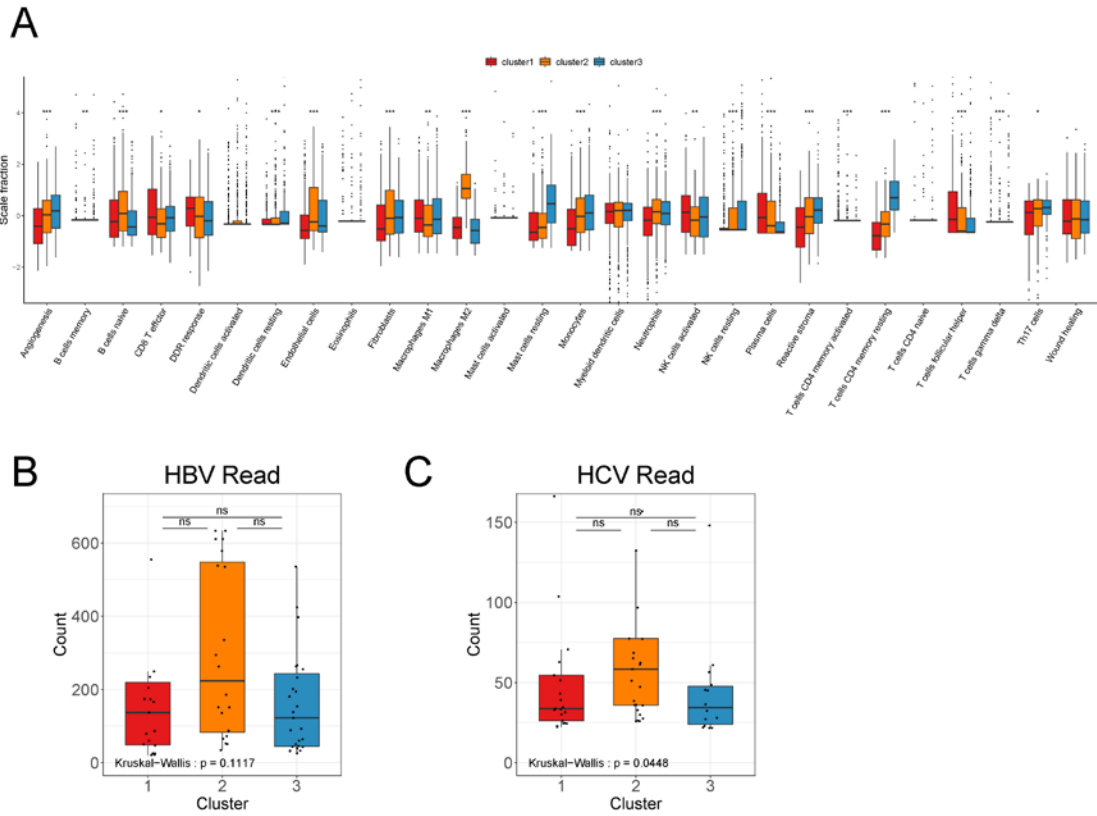 A
cluster1 cluster2 cluster3
Scale fraction
4
2
0
−2
*** ** *** * * *** *** *** ** *** *** *** *** ** *** *** *** *** *** *** *** *
Angiogenesis
B cells memory
B cells naive
CD8 T effctor
DDR response
Dendritic cells activated
Dendritic cells resting
Endothelial cells
Eosinophils
Fibroblasts
Macrophages M1
Macrophages M2
Mast cells activated
Mast cells resting
Monocytes
Myeloid dendritic cells
Neutrophils
NK cells activated
NK cells resting
Plasma cells
Reactive stroma
T cells CD4 memory activated
T cells CD4 memory resting
T cells CD4 naive
T cells follicular helper
T cells gamma delta
Th17 cells
Wound healing
B
HBV Read
ns
ns ns
Count
600
400
200
0
Kruskal−Wallis : p = 0.1117
1 2 3
Cluster
C
HCV Read
ns
ns ns
Count
150
100
50
0
Kruskal−Wallis : p = 0.0448
1 2 3
Cluster